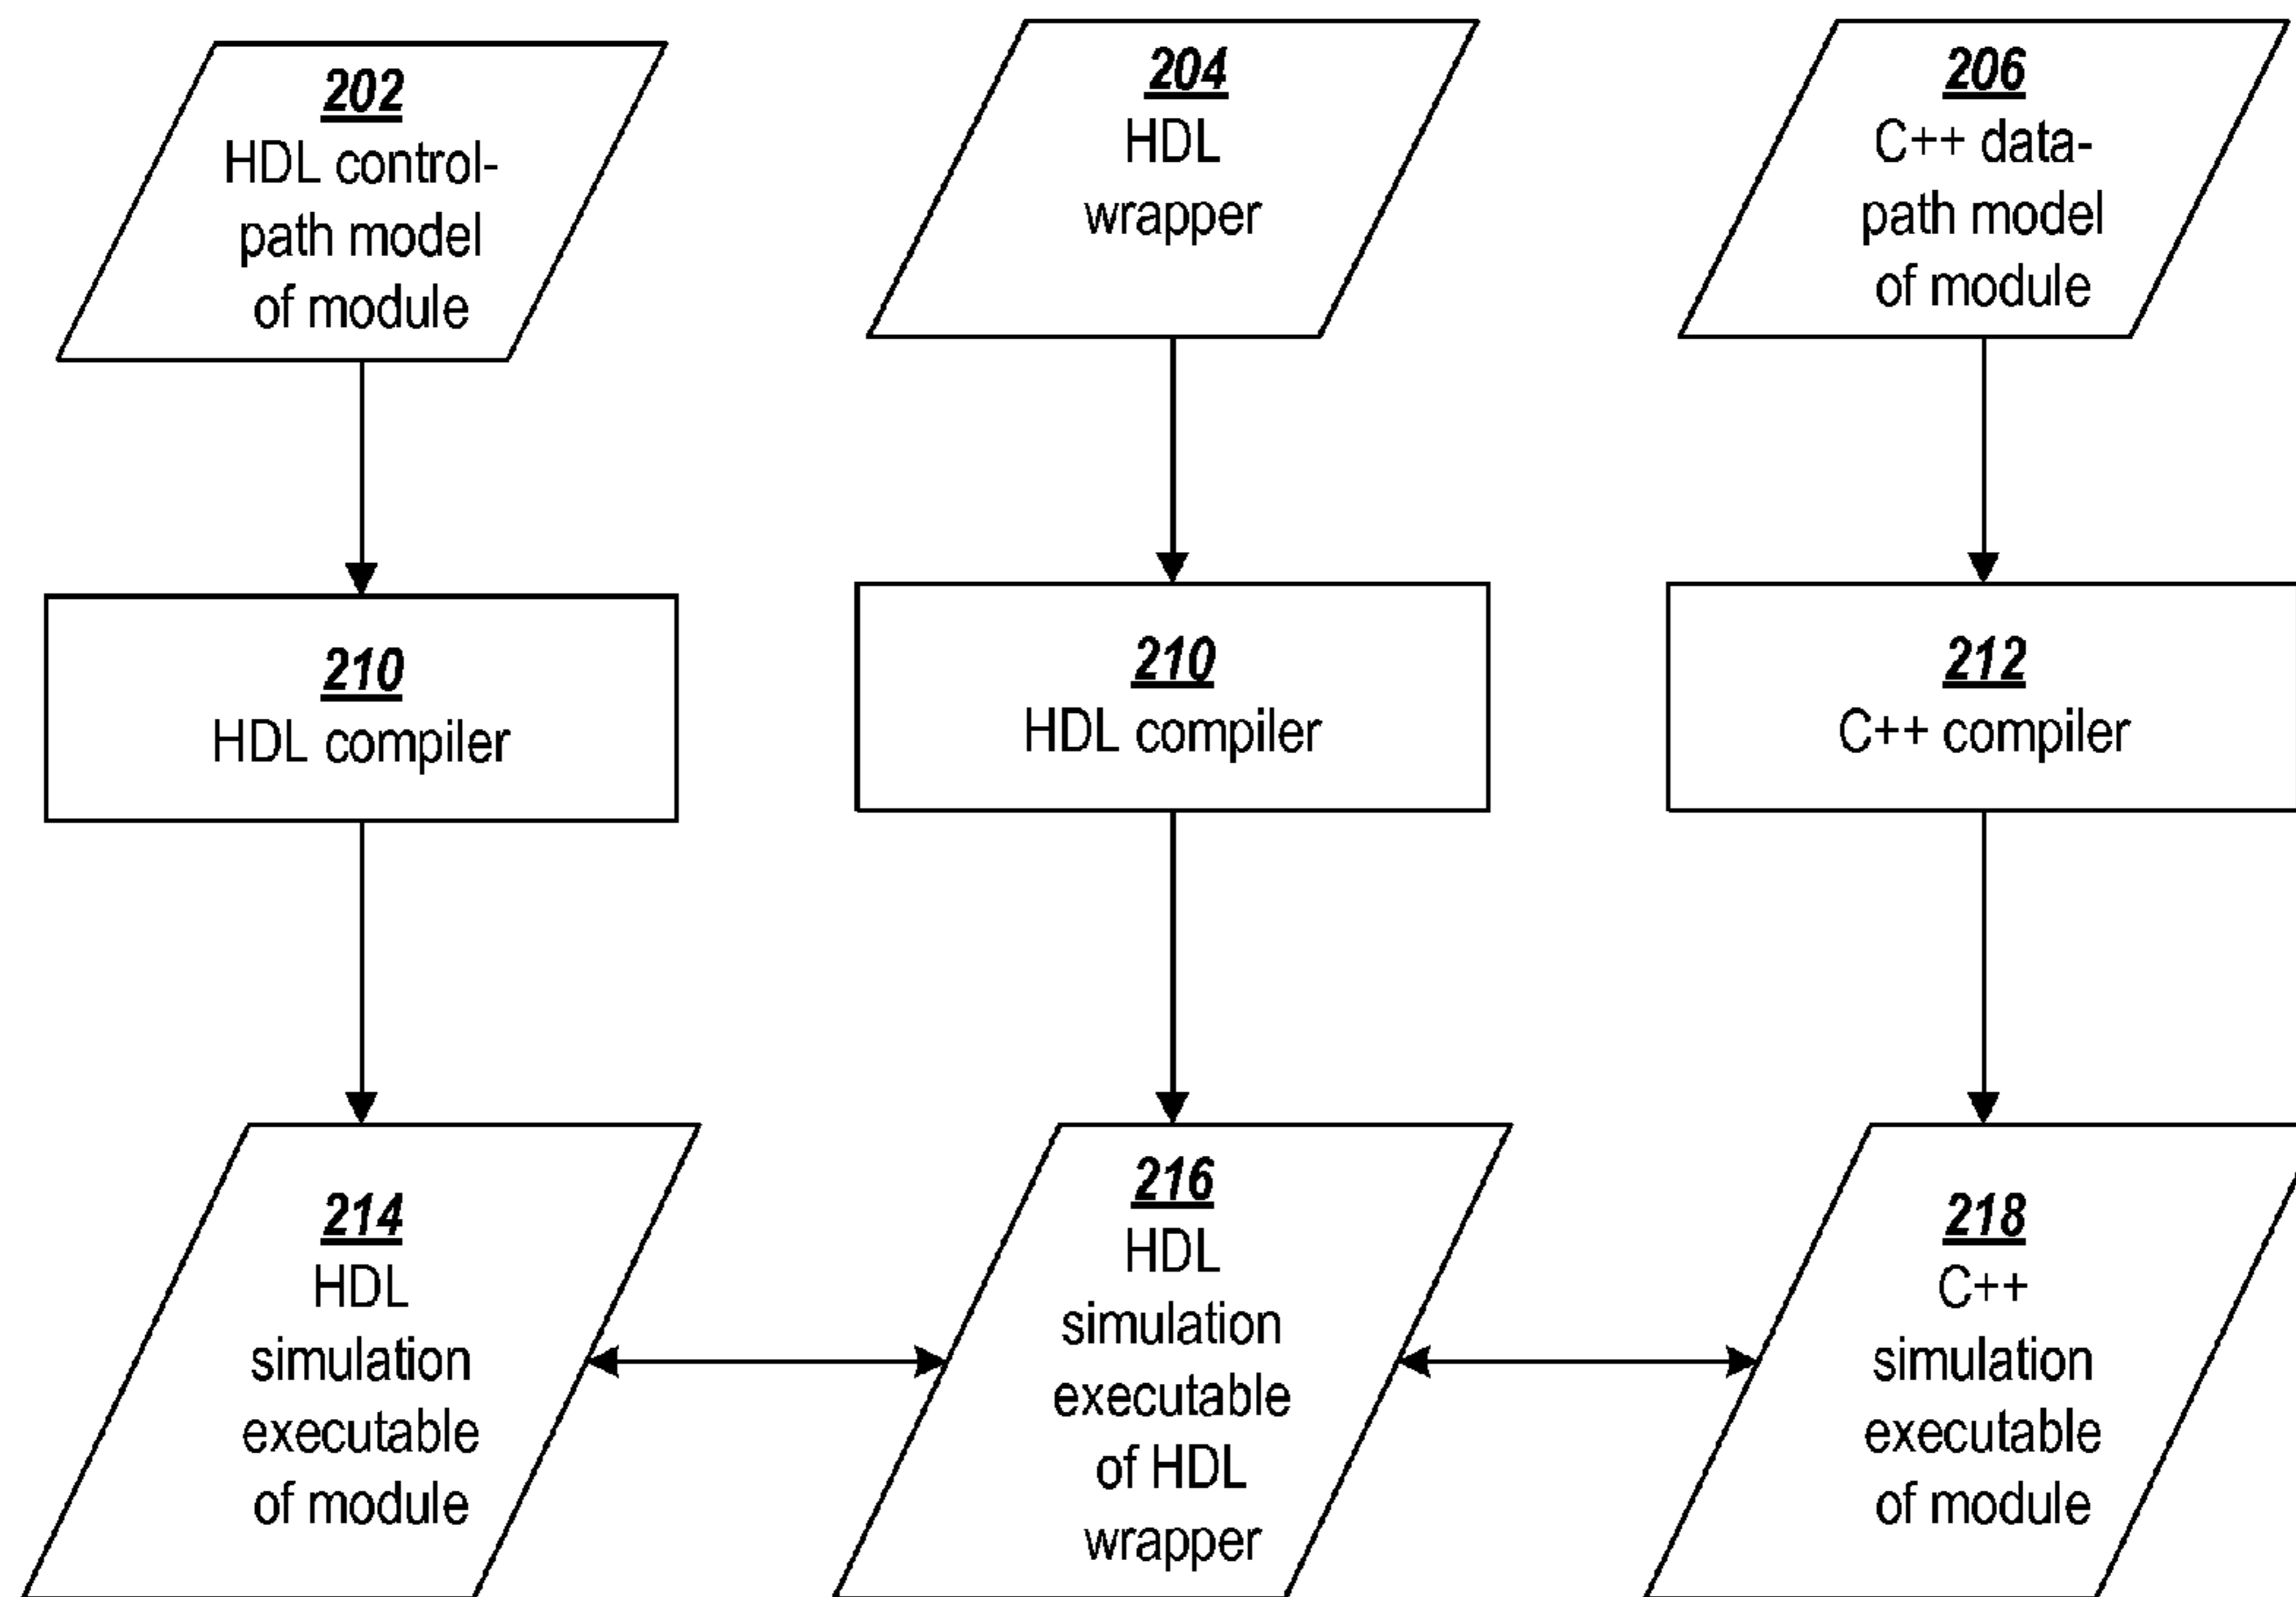 202
HDL control-
path model
of module
204
HDL
wrapper
206
C++ data-
path model
of module
210
HDL compiler
210
HDL compiler
212
C++ compiler
214
HDL
simulation
executable
of module
216
HDL
simulation
executable
of HDL
wrapper
218
C++
simulation
executable
of module